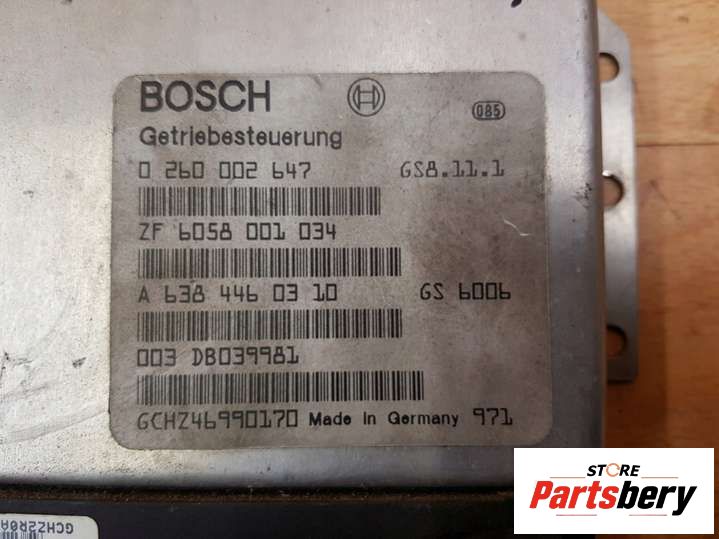 BOSCH 085
Getriebesteuerung
0 260 002 647 GS8.11.1
ZF 6058 001 034
A 638 446 03 10 GS 6006
003 DB039981
GCHZ46990170 Made in Germany 971
GCHZ2R0A
STORE
Partsbery